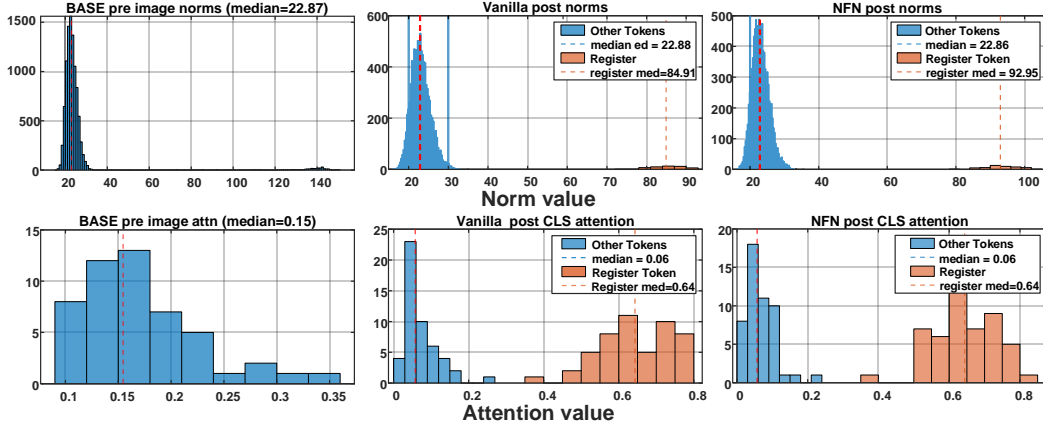 BASE pre image norms (median=22.87)
1500
1000
500
0
20 40 60 80 100 120 140
Vanilla post norms
600
400
200
0
20 30 40 50 60 70 80 90
Other Tokens
median ed = 22.88
Register
register med=84.91
NFN post norms
500
400
300
200
100
0
20 40 60 80 100
Other Tokens
median = 22.86
Register Token
register med = 92.95
Norm value
BASE pre image attn (median=0.15)
15
10
5
0
0.1 0.15 0.2 0.25 0.3 0.35
Vanilla post CLS attention
25
20
15
10
5
0
0 0.2 0.4 0.6 0.8
Other Tokens
median = 0.06
Register Token
Register med=0.64
NFN post CLS attention
20
15
10
5
0
0 0.2 0.4 0.6 0.8
Other Tokens
median = 0.06
Register
register med=0.64
Attention value